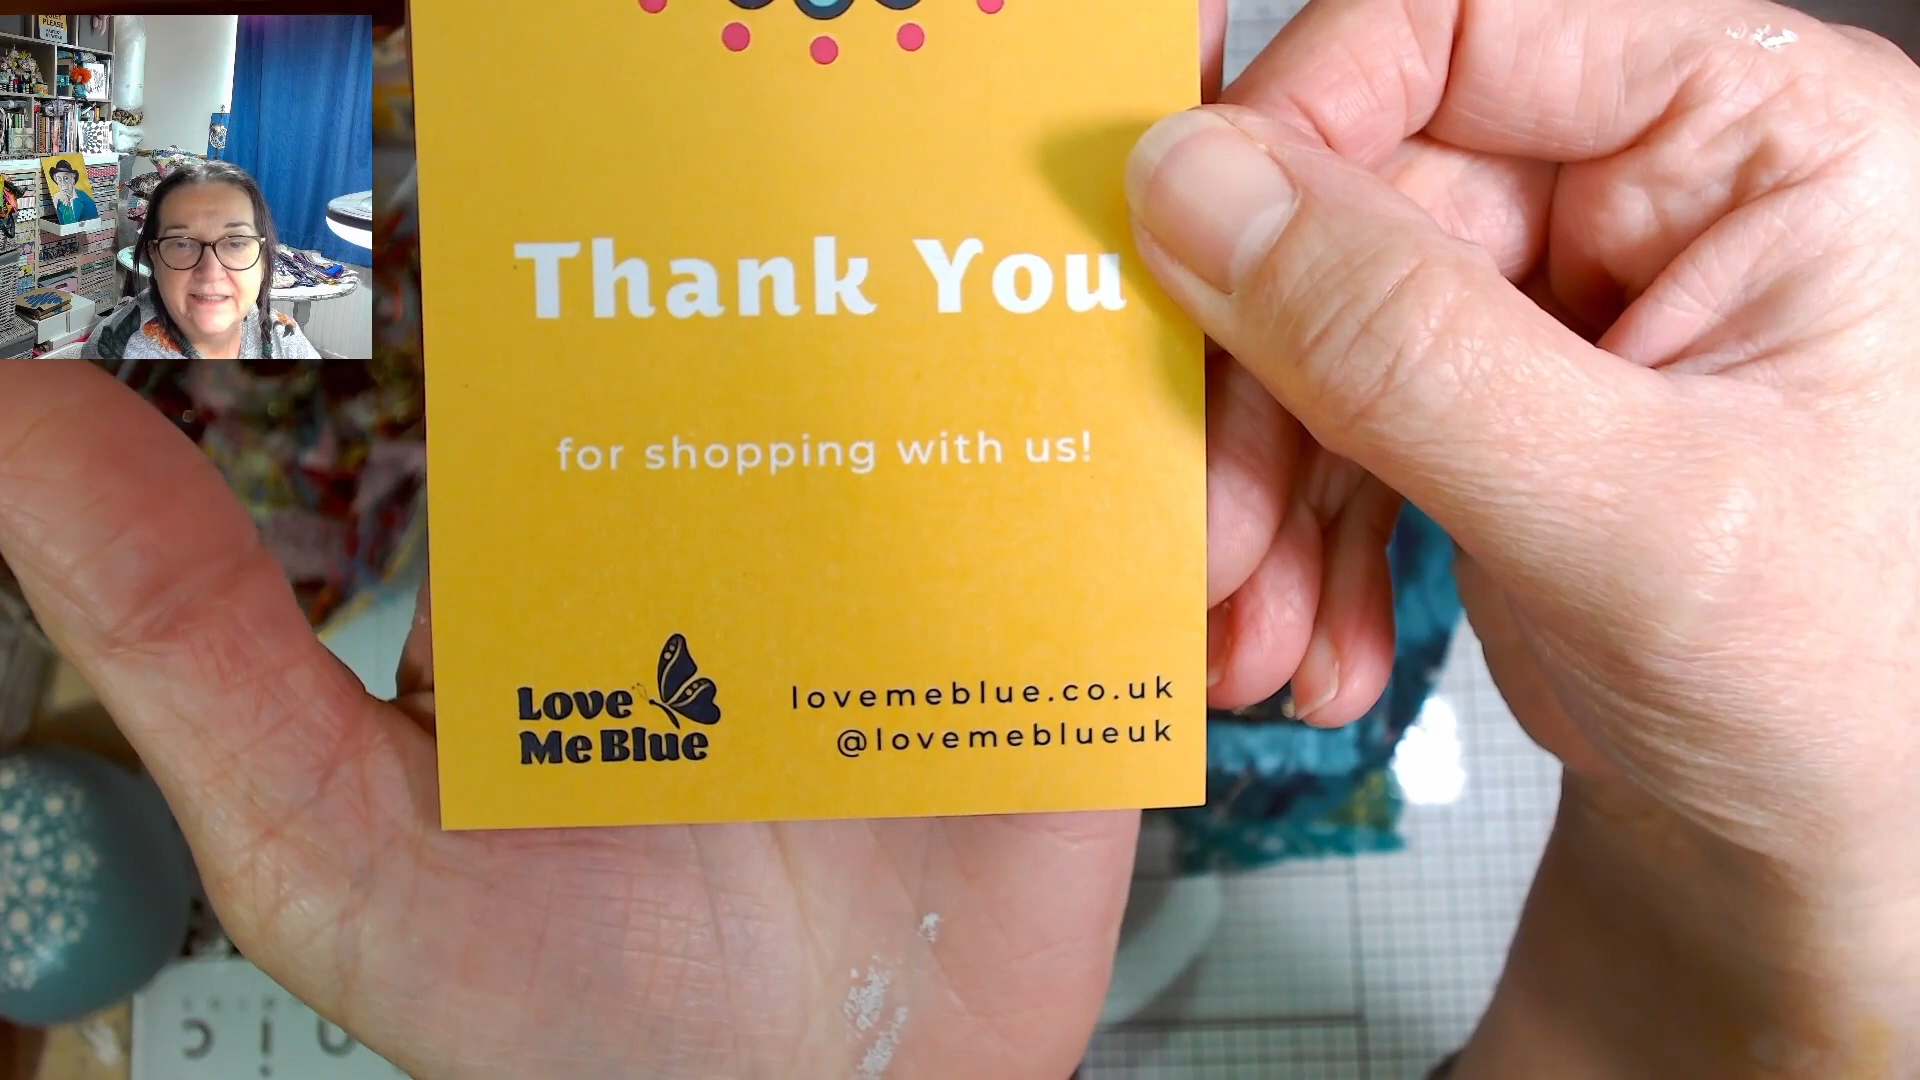 Thank You
for shopping with us!
Love
Me Blue
lovemeblue.co.uk
@lovemeblueuk